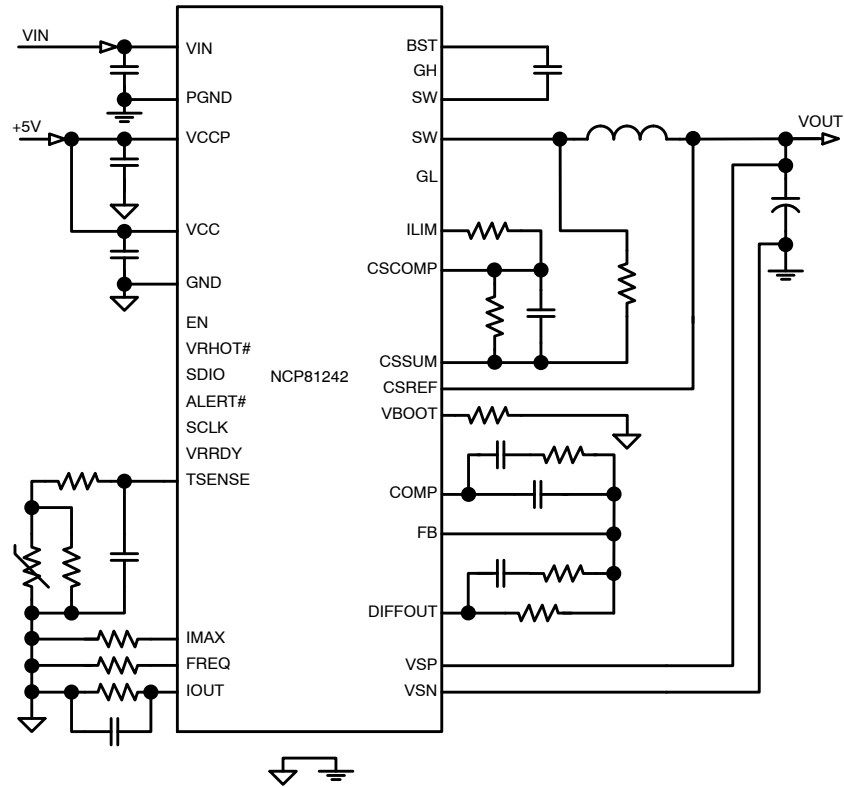 VIN
+5V
VIN
PGND
VCCP
VCC
GND
EN
VRHOT#
SDIO
ALERT#
SCLK
VRRDY
TSENSE
IMAX
FREQ
IOUT
NCP81242
BST
GH
SW
SW
GL
ILIM
CSCOMP
CSSUM
CSREF
VBOOT
COMP
FB
DIFFOUT
VSP
VSN
VOUT